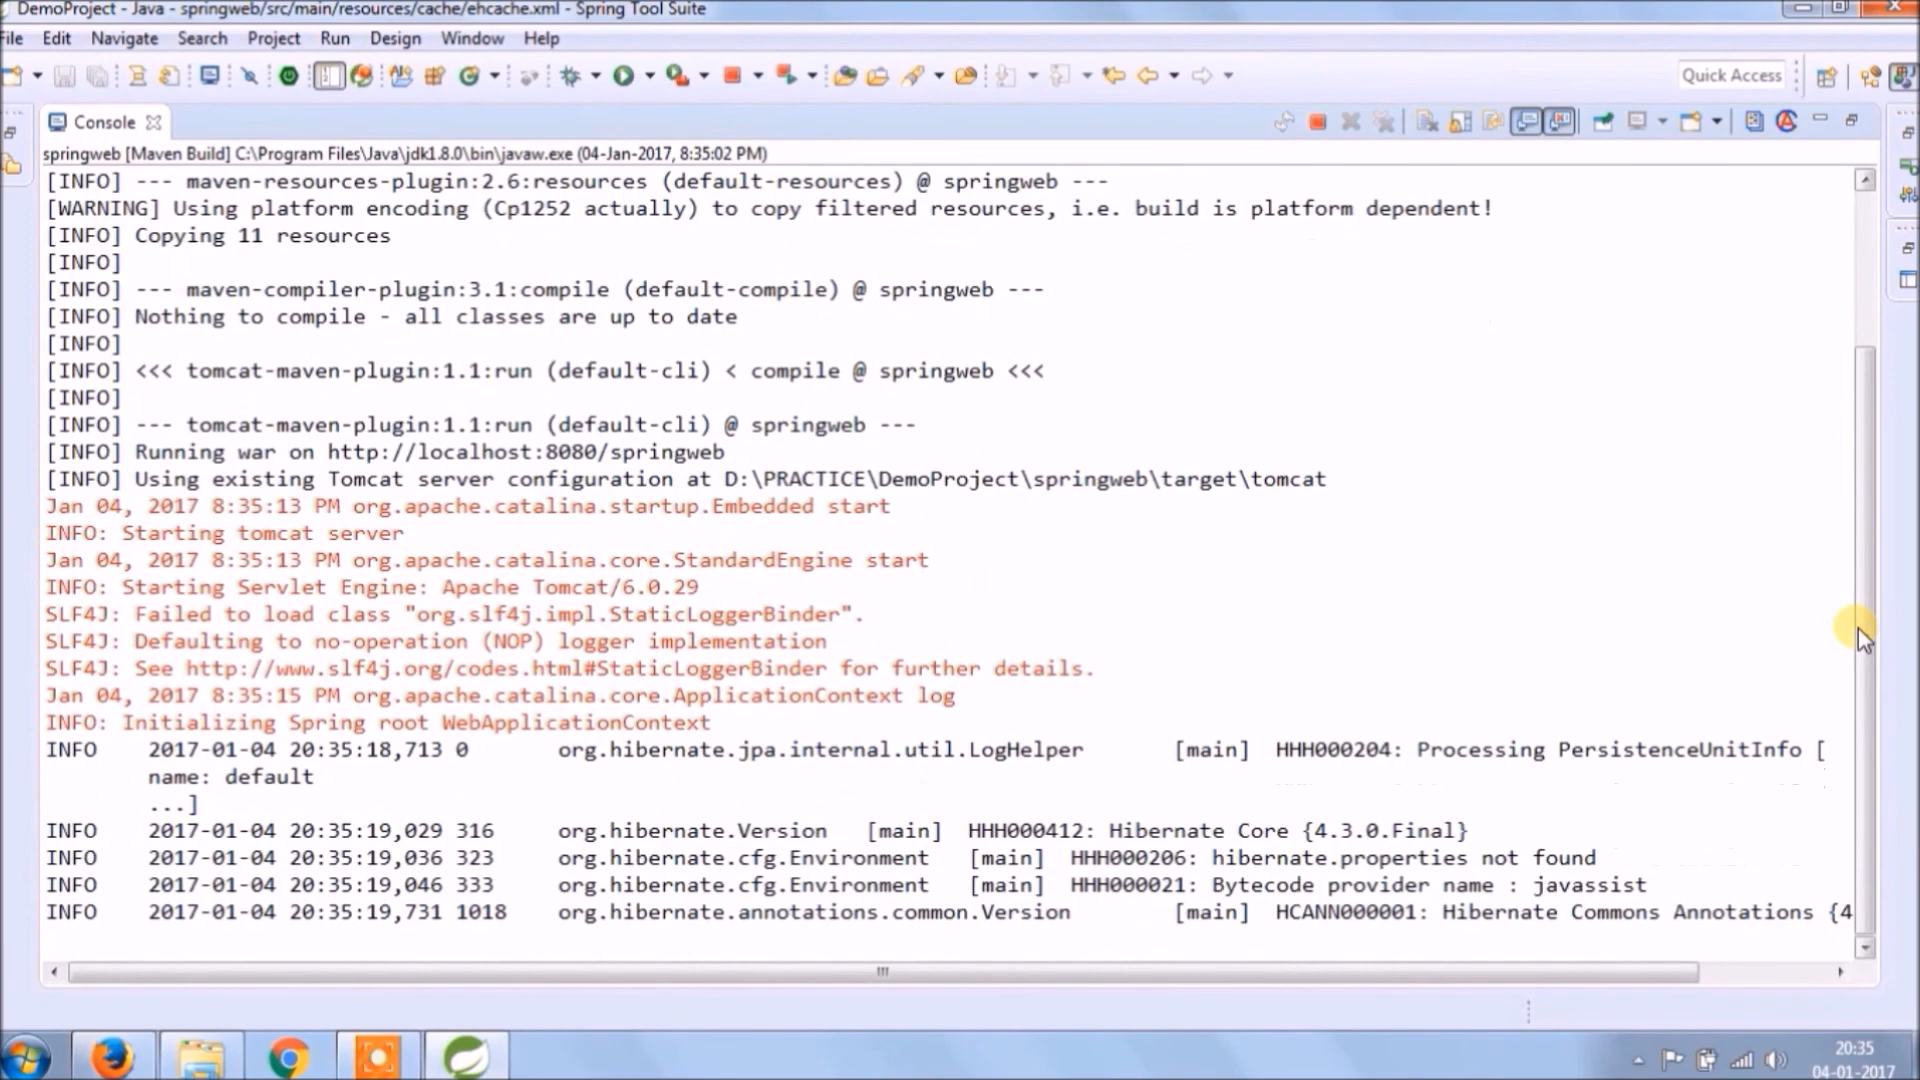 DemoProject - Java - springweb/src/main/resources/cache/ehcache.xml - Spring Tool Suite
File Edit Navigate Search Project Run Design Window Help
Quick Access
Console
springweb [Maven Build] C:\Program Files\Java\jdk1.8.0\bin\javaw.exe (04-Jan-2017, 8:35:02 PM)
[INFO] --- maven-resources-plugin:2.6:resources (default-resources) @ springweb ---
[WARNING] Using platform encoding (Cp1252 actually) to copy filtered resources, i.e. build is platform dependent!
[INFO] Copying 11 resources
[INFO]
[INFO] --- maven-compiler-plugin:3.1:compile (default-compile) @ springweb ---
[INFO] Nothing to compile - all classes are up to date
[INFO]
[INFO] <<< tomcat-maven-plugin:1.1:run (default-cli) < compile @ springweb <<<
[INFO]
[INFO] --- tomcat-maven-plugin:1.1:run (default-cli) @ springweb ---
[INFO] Running war on http://localhost:8080/springweb
[INFO] Using existing Tomcat server configuration at D:\PRACTICE\DemoProject\springweb\target\tomcat
Jan 04, 2017 8:35:13 PM org.apache.catalina.startup.Embedded start
INFO: Starting tomcat server
Jan 04, 2017 8:35:13 PM org.apache.catalina.core.StandardEngine start
INFO: Starting Servlet Engine: Apache Tomcat/6.0.29
SLF4J: Failed to load class "org.slf4j.impl.StaticLoggerBinder".
SLF4J: Defaulting to no-operation (NOP) logger implementation
SLF4J: See http://www.slf4j.org/codes.html#StaticLoggerBinder for further details.
Jan 04, 2017 8:35:15 PM org.apache.catalina.core.ApplicationContext log
INFO: Initializing Spring root WebApplicationContext
INFO 2017-01-04 20:35:18,713 0 org.hibernate.jpa.internal.util.LogHelper [main] HHH000204: Processing PersistenceUnitInfo [
name: default
...]
INFO 2017-01-04 20:35:19,029 316 org.hibernate.Version [main] HHH000412: Hibernate Core {4.3.0.Final}
INFO 2017-01-04 20:35:19,036 323 org.hibernate.cfg.Environment [main] HHH000206: hibernate.properties not found
INFO 2017-01-04 20:35:19,046 333 org.hibernate.cfg.Environment [main] HHH000021: Bytecode provider name : javassist
INFO 2017-01-04 20:35:19,731 1018 org.hibernate.annotations.common.Version [main] HCANN000001: Hibernate Commons Annotations {4
20:35
04-01-2017